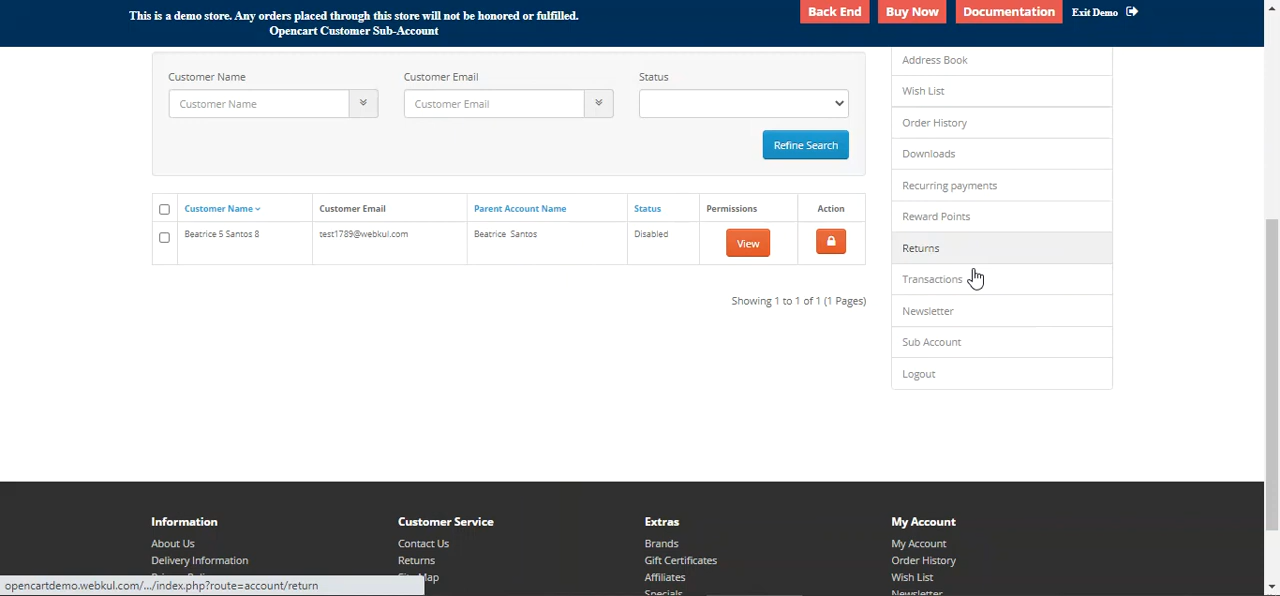 This is a demo store. Any orders placed through this store will not be honored or fulfilled.
Opencart Customer Sub-Account
Back End
Buy Now
Documentation
Exit Demo
Customer Name
Customer Email
Status
Customer Name
Customer Email
Refine Search
Customer Name
Customer Email
Parent Account Name
Status
Permissions
Action
Beatrice 5 Santos 8
test1789@webkul.com
Beatrice Santos
Disabled
View
Showing 1 to 1 of 1 (1 Pages)
Address Book
Wish List
Order History
Downloads
Recurring payments
Reward Points
Returns
Transactions
Newsletter
Sub Account
Logout
Information
About Us
Delivery Information
Customer Service
Contact Us
Returns
Site Map
Extras
Brands
Gift Certificates
Affiliates
Specials
My Account
My Account
Order History
Wish List
Newsletter
opencartdemo.webkul.com/.../index.php?route=account/return